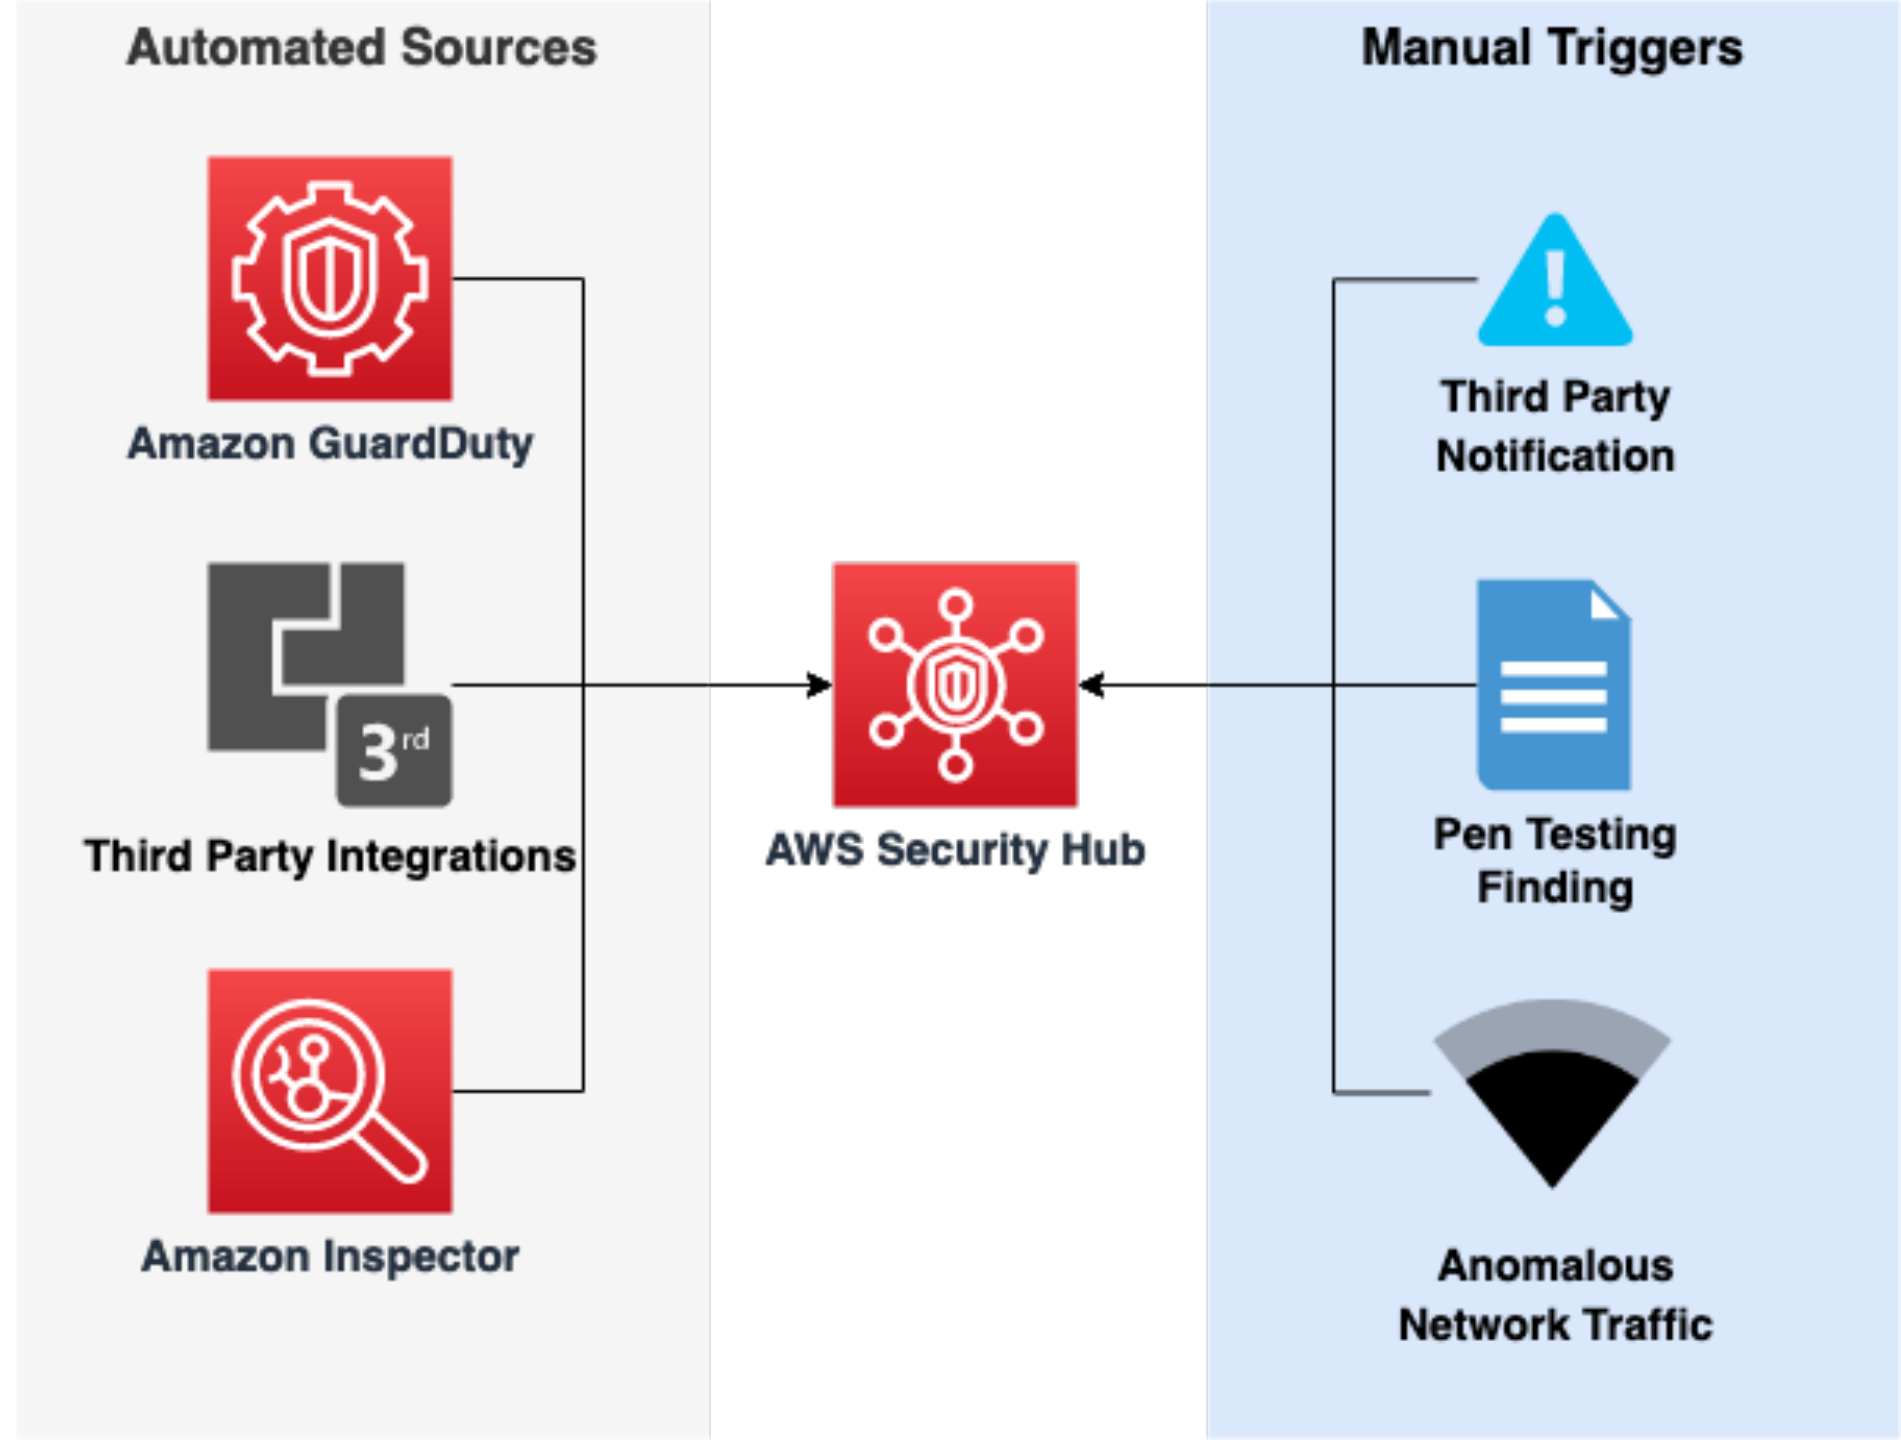 Automated Sources
Manual Triggers
Amazon GuardDuty
3rd
Third Party Integrations
Amazon Inspector
AWS Security Hub
Third Party
Notification
Pen Testing
Finding
Anomalous
Network Traffic